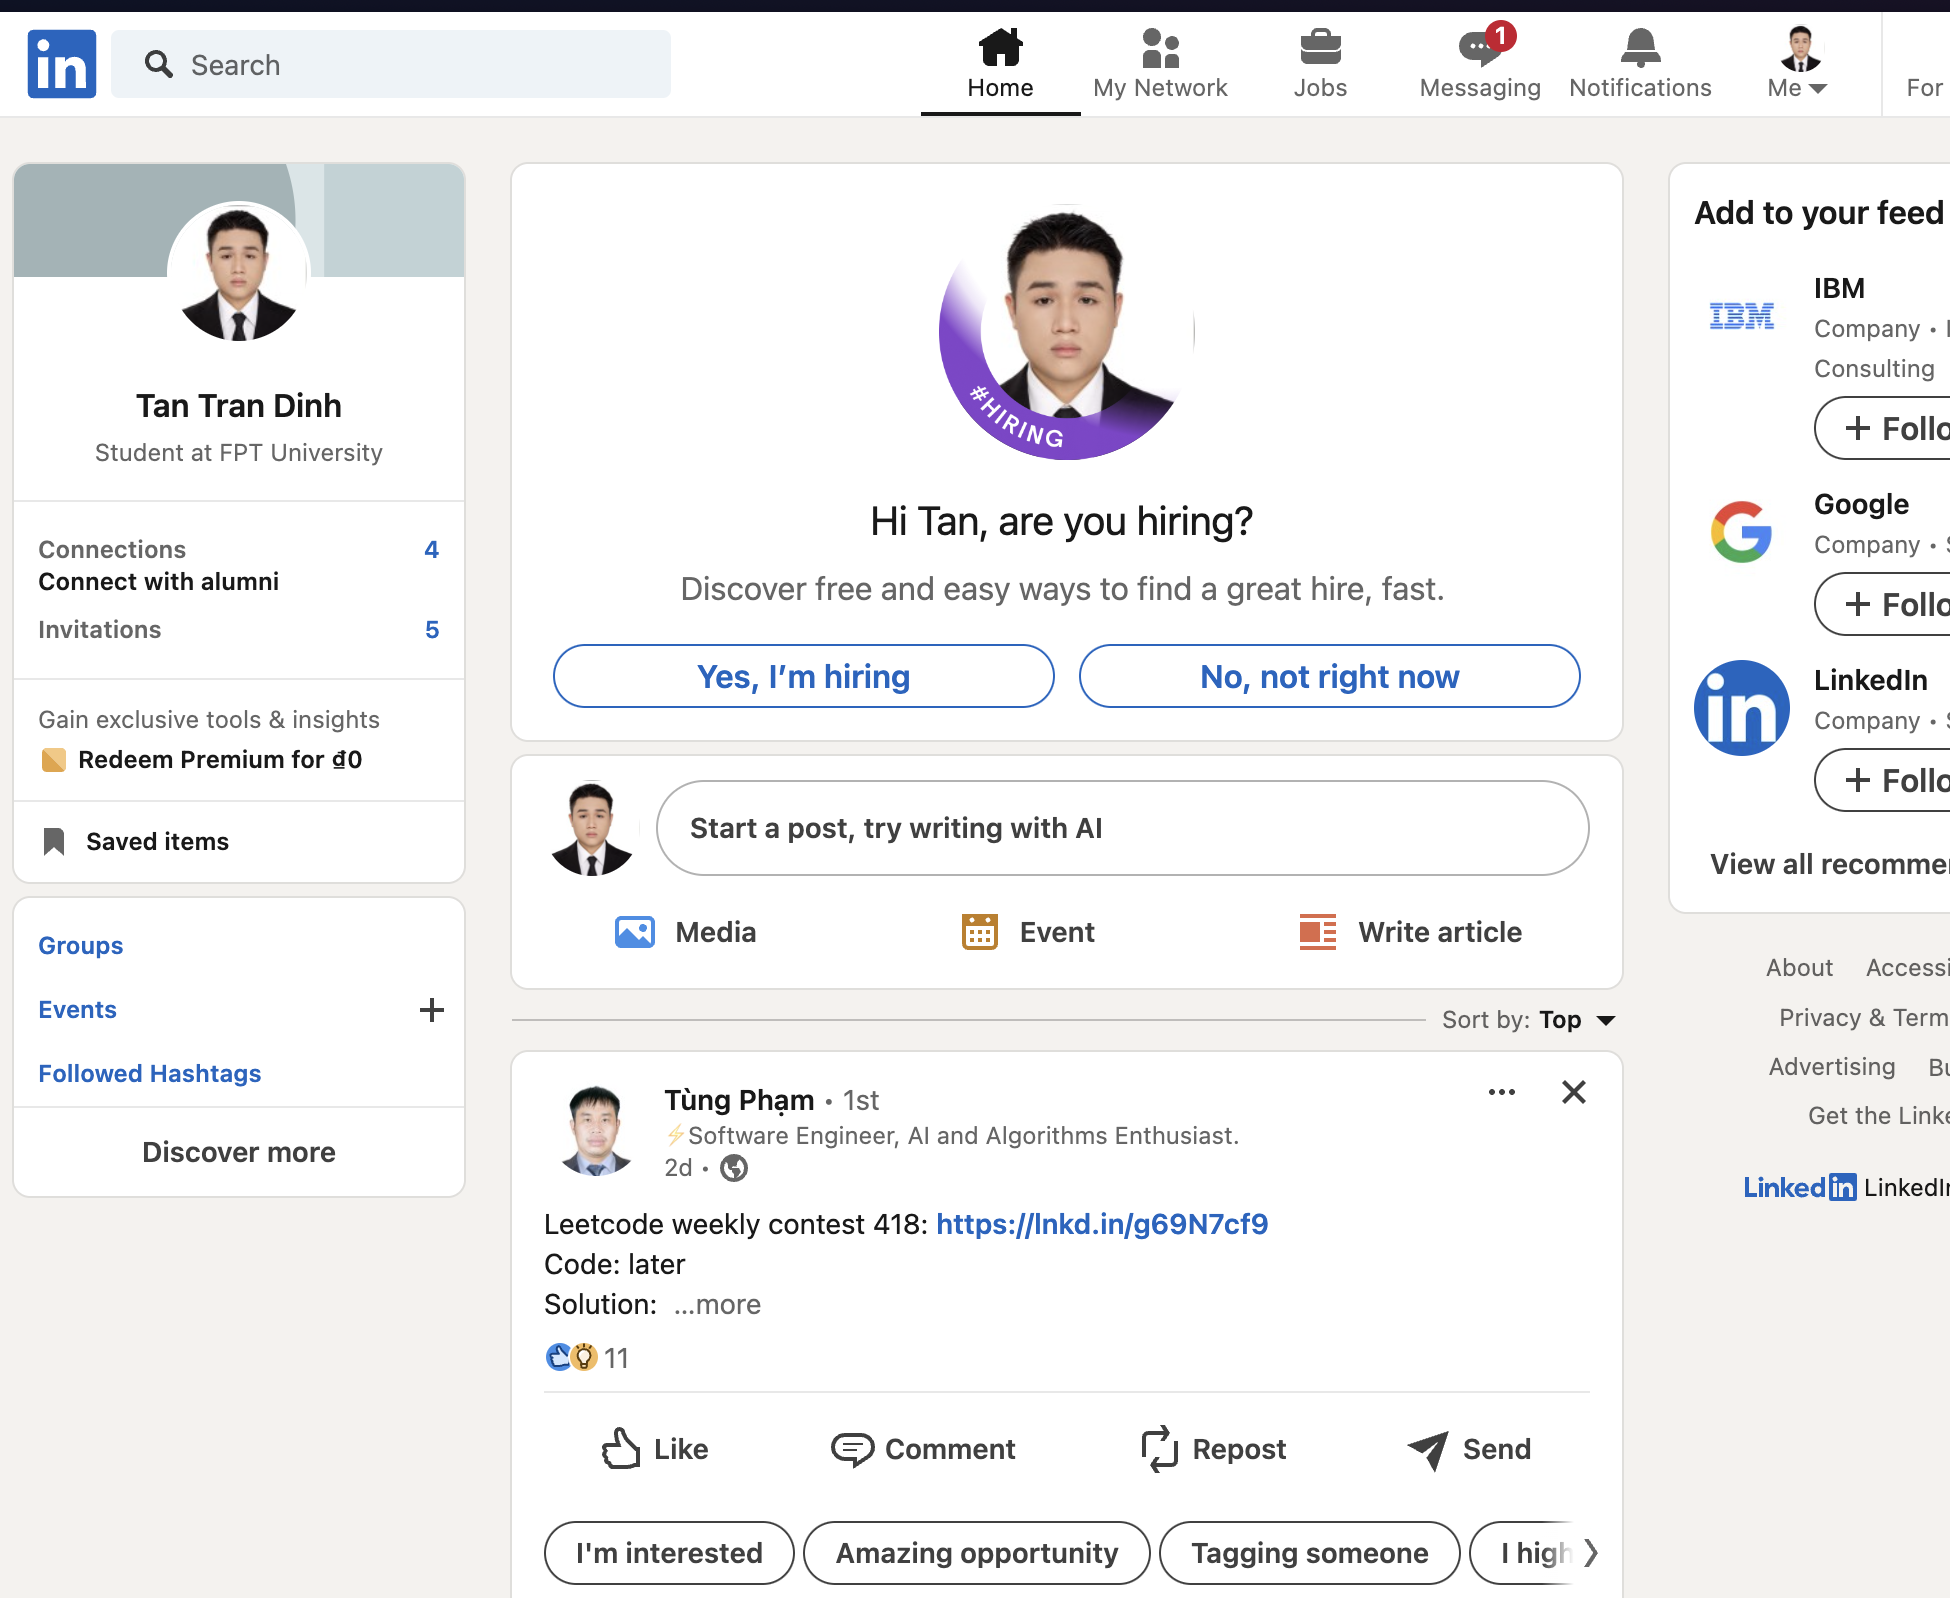 in
Search
Home
My Network
Jobs
1
Messaging
Notifications
Me
For
Tan Tran Dinh
Student at FPT University
Connections 4
Connect with alumni
Invitations 5
Gain exclusive tools & insights
Redeem Premium for ₫0
Saved items
Groups
Events
Followed Hashtags
Discover more
#HIRING
Hi Tan, are you hiring?
Discover free and easy ways to find a great hire, fast.
Yes, I’m hiring
No, not right now
Start a post, try writing with AI
Media
Event
Write article
Sort by: Top
Tùng Phạm • 1st
⚡Software Engineer, AI and Algorithms Enthusiast.
2d •
Leetcode weekly contest 418: https://lnkd.in/g69N7cf9
Code: later
Solution: ...more
11
Like
Comment
Repost
Send
I'm interested
Amazing opportunity
Tagging someone
I high
Add to your feed
IBM
IBM
Company •
Consulting
+ Follo
Google
Company • S
+ Follo
in
LinkedIn
Company • S
+ Follo
View all recomme
About Accessi
Privacy & Term
Advertising Bu
Get the Linke
Linkedin LinkedIn